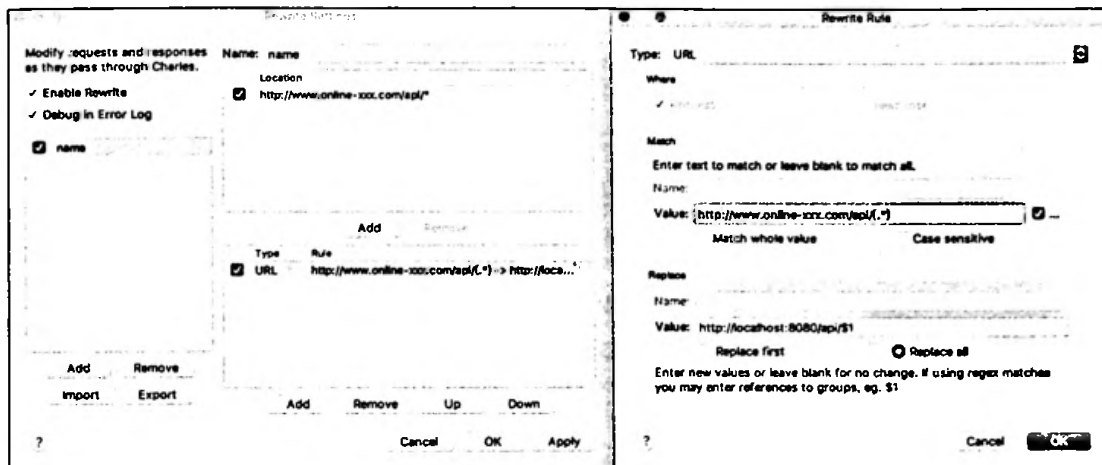 Rewrite Settings
Modify requests and responses
as they pass through Charles.
✓ Enable Rewrite
✓ Debug in Error Log
name
Add Remove
Import Export
?
Name: name
Location
http://www.online-xxx.com/api/*
Add Remove
Type Rule
URL http://www.online-xxx.com/api/(.*) -> http://loca...*
Add Remove Up Down
Cancel OK Apply
Rewrite Rule
Type: URL
Where
✓ Request Response
Match
Enter text to match or leave blank to match all.
Name:
Value: http://www.online-xxx.com/api/(.*) ...
Match whole value Case sensitive
Replace
Name:
Value: http://localhost:8080/api/$1
Replace first Replace all
Enter new values or leave blank for no change. If using regex matches
you may enter references to groups, eg. $1
?
Cancel OK